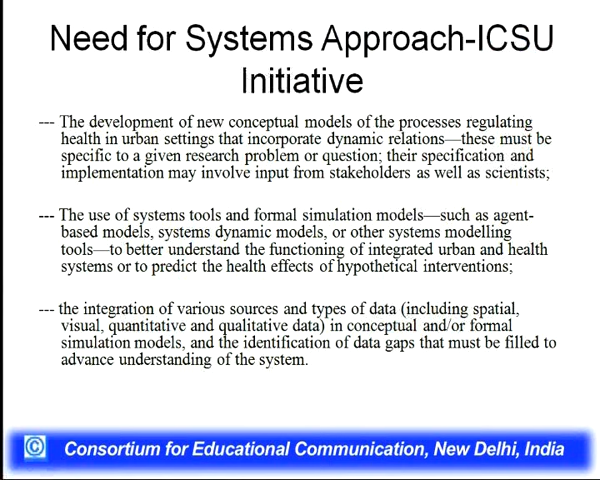 Need for Systems Approach-ICSU
Initiative
--- The development of new conceptual models of the processes regulating
health in urban settings that incorporate dynamic relations—these must be
specific to a given research problem or question; their specification and
implementation may involve input from stakeholders as well as scientists;
--- The use of systems tools and formal simulation models—such as agent-
based models, systems dynamic models, or other systems modelling
tools—to better understand the functioning of integrated urban and health
systems or to predict the health effects of hypothetical interventions;
--- the integration of various sources and types of data (including spatial,
visual, quantitative and qualitative data) in conceptual and/or formal
simulation models, and the identification of data gaps that must be filled to
advance understanding of the system.
© Consortium for Educational Communication, New Delhi, India